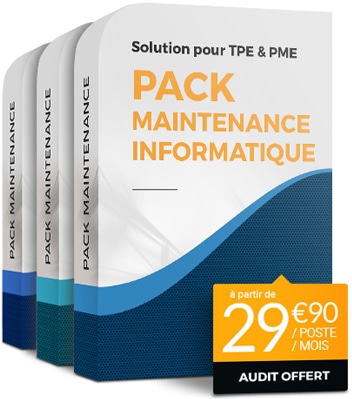 Solution pour TPE & PME
PACK
MAINTENANCE
INFORMATIQUE
PACK MAINTENANCE
PACK MAINTENANCE
PACK MAINTENANCE
à partir de
29€90
/ POSTE
/ MOIS
AUDIT OFFERT